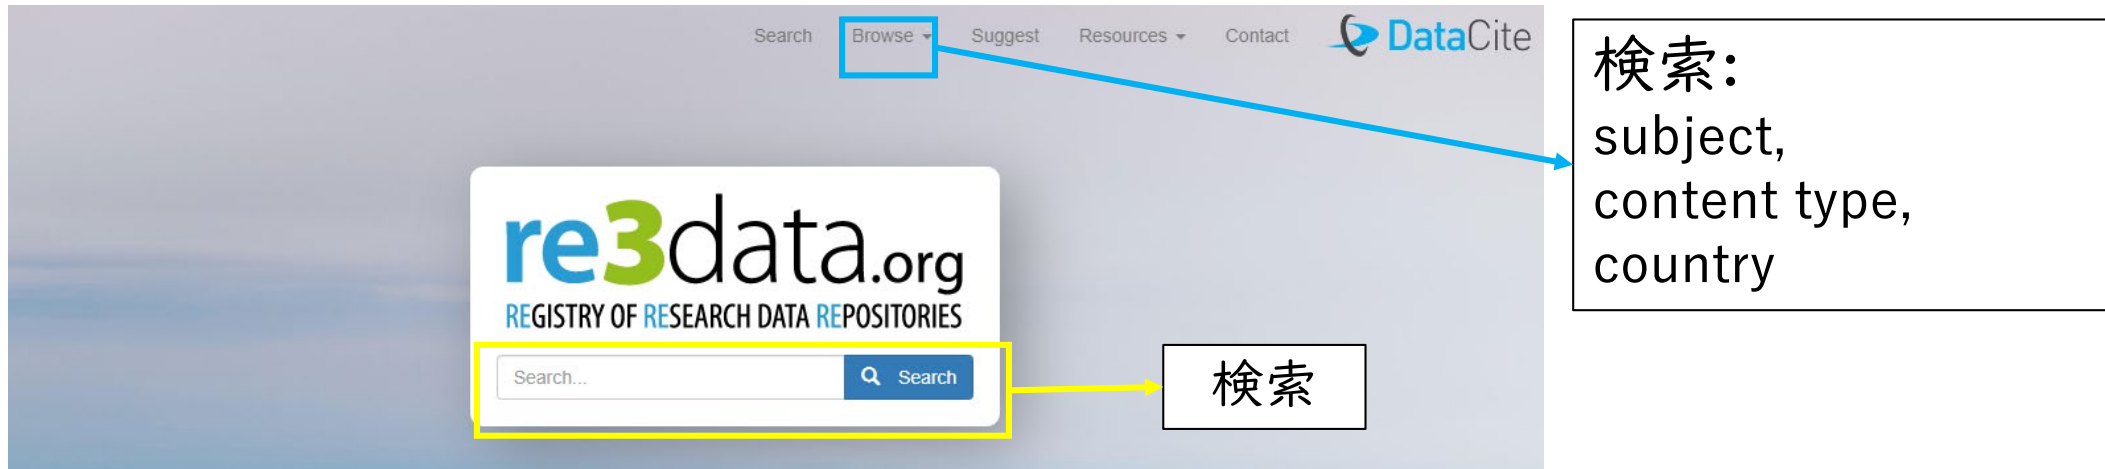 Search Browse Suggest Resources Contact DataCite
検索:
subject,
content type,
country
re3data.org
REGISTRY OF RESEARCH DATA REPOSITORIES
Search... Search
検索